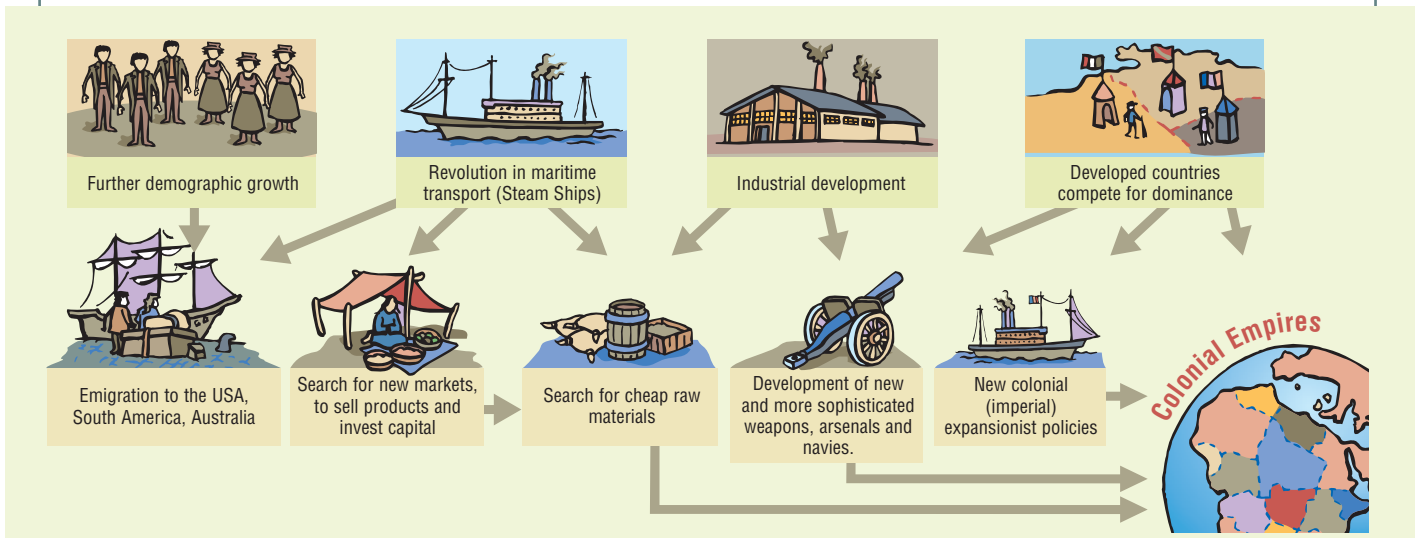 Further demographic growth
Revolution in maritime
transport (Steam Ships)
Industrial development
Developed countries
compete for dominance
Emigration to the USA,
South America, Australia
Search for new markets,
to sell products and
invest capital
Search for cheap raw
materials
Development of new
and more sophisticated
weapons, arsenals and
navies.
New colonial
(imperial)
expansionist policies
Colonial Empires